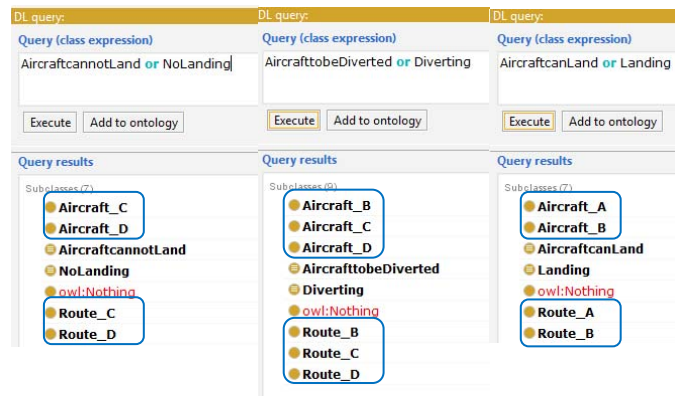 DL query:
Query (class expression)
AircraftcannotLand or NoLanding
Execute Add to ontology
Query results
Subclasses (7)
Aircraft_C
Aircraft_D
AircraftcannotLand
NoLanding
owl:Nothing
Route_C
Route_D
DL query:
Query (class expression)
AircrafttobeDiverted or Diverting
Execute Add to ontology
Query results
Subclasses (9)
Aircraft_B
Aircraft_C
Aircraft_D
AircrafttobeDiverted
Diverting
owl:Nothing
Route_B
Route_C
Route_D
DL query:
Query (class expression)
AircraftcanLand or Landing
Execute Add to ontology
Query results
Subclasses (7)
Aircraft_A
Aircraft_B
AircraftcanLand
Landing
owl:Nothing
Route_A
Route_B